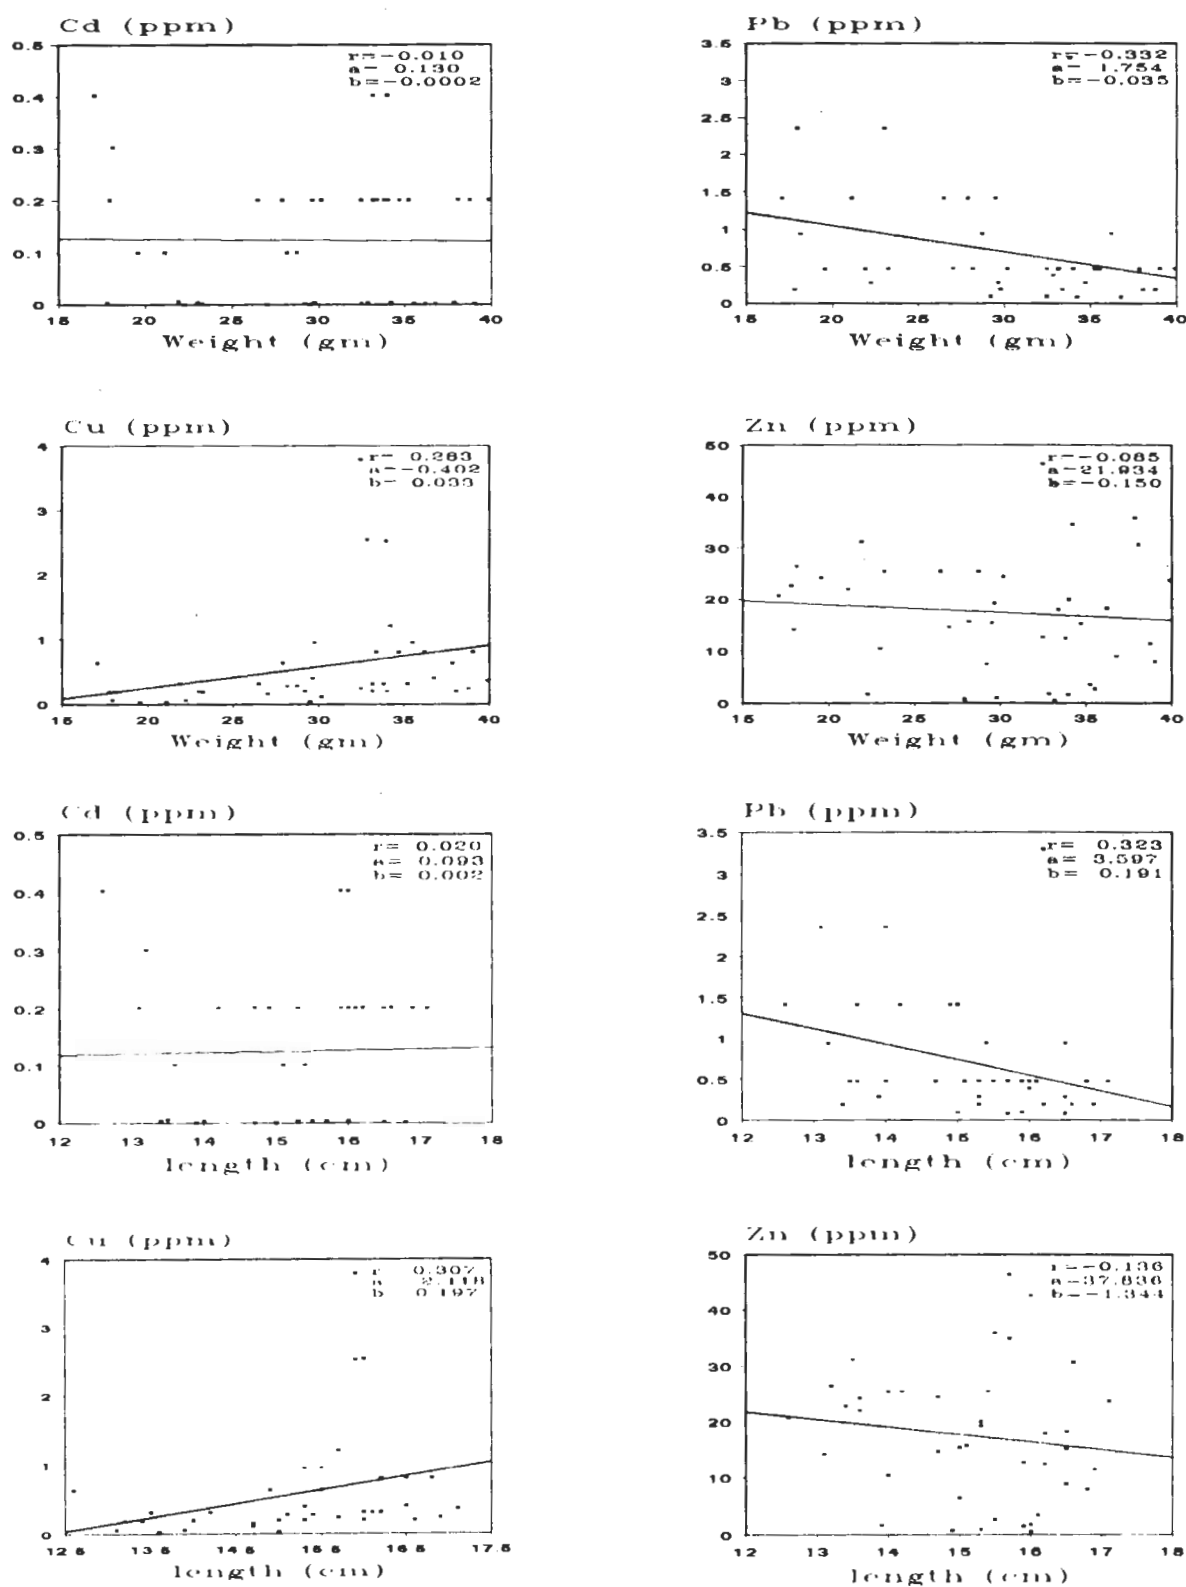 Cd (ppm)
0.5
0.4
0.3
0.2
0.1
0
r=-0.010
a= 0.130
b=-0.0002
15 20 25 30 35 40
Weight (gm)
Pb (ppm)
3.5
3
2.5
2
1.5
1
0.5
0
r=-0.332
a= 1.754
b=-0.035
15 20 25 30 35 40
Weight (gm)
Cu (ppm)
4
3
2
1
0
r= 0.283
a=-0.402
b= 0.033
15 20 25 30 35 40
Weight (gm)
Zn (ppm)
50
40
30
20
10
0
r=-0.085
a=21.934
b=-0.150
15 20 25 30 35 40
Weight (gm)
Cd (ppm)
0.5
0.4
0.3
0.2
0.1
0
r= 0.020
a= 0.093
b= 0.002
12 13 14 15 16 17 18
length (cm)
Pb (ppm)
3.5
3
2.5
2
1.5
1
0.5
0
r= 0.323
a= 3.597
b= 0.191
12 13 14 15 16 17 18
length (cm)
Cu (ppm)
4
3
2
1
0
r 0.307
a 2.418
b 0.197
12.5 13.5 14.5 15.5 16.5 17.5
length (cm)
Zn (ppm)
50
40
30
20
10
0
r=-0.136
a=37.836
b=-1.344
12 13 14 15 16 17 18
length (cm)